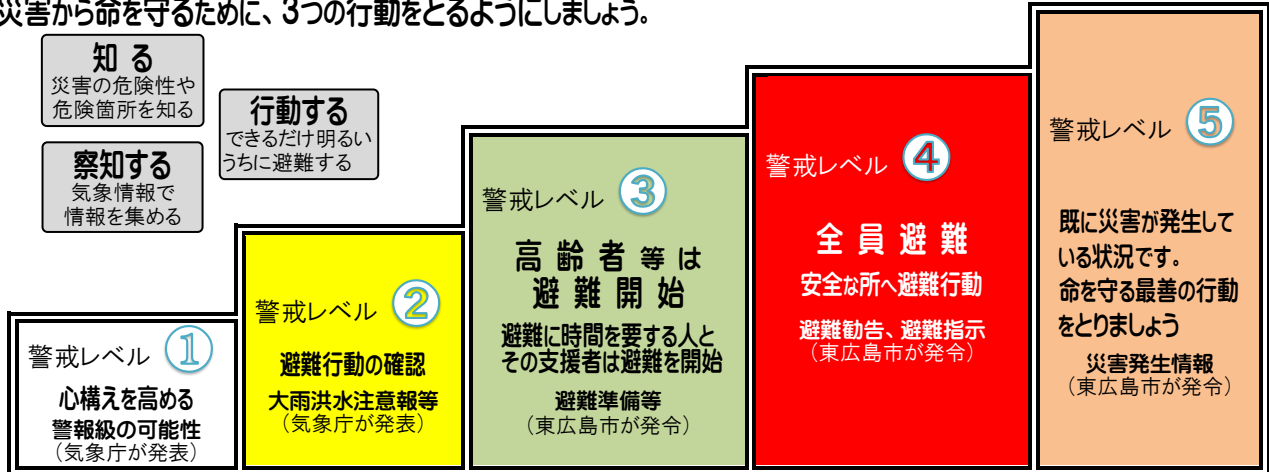 災害から命を守るために、3つの行動をとるようにしましょう。
知る
災害の危険性や
危険箇所を知る
察知する
気象情報で
情報を集める
行動する
できるだけ明るい
うちに避難する
警戒レベル ①
心構えを高める
警報級の可能性
（気象庁が発表）
警戒レベル ②
避難行動の確認
大雨洪水注意報等
（気象庁が発表）
警戒レベル ③
高齢者等は
避難開始
避難に時間を要する人と
その支援者は避難を開始
避難準備等
（東広島市が発令）
警戒レベル ④
全員避難
安全な所へ避難行動
避難勧告、避難指示
（東広島市が発令）
警戒レベル ⑤
既に災害が発生して
いる状況です。
命を守る最善の行動
をとりましょう
災害発生情報
（東広島市が発令）